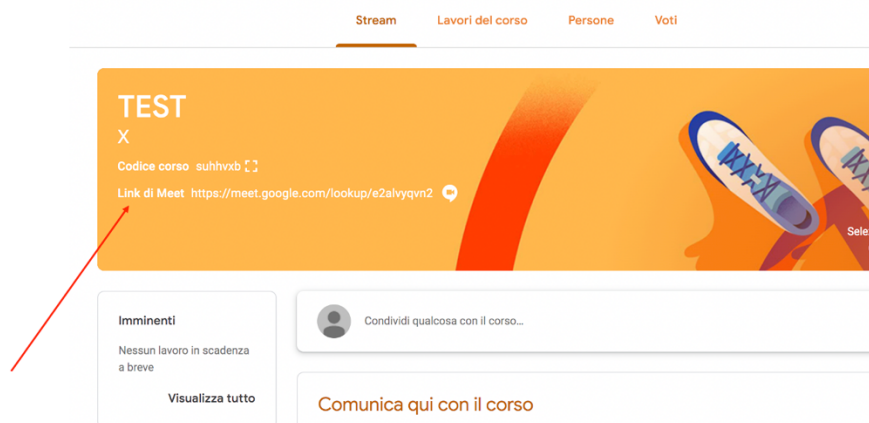 Stream Lavori del corso Persone Voti
TEST
X
Codice corso suhhvxb
Link di Meet https://meet.google.com/lookup/e2alvyqvn2
Imminenti
Nessun lavoro in scadenza
a breve
Visualizza tutto
Condividi qualcosa con il corso...
Comunica qui con il corso